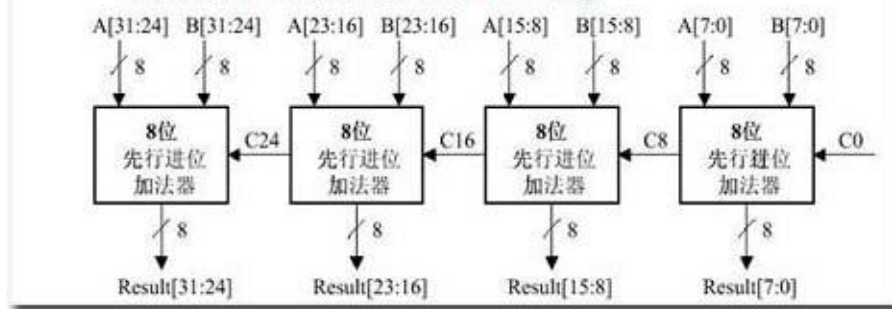 A[31:24] B[31:24] A[23:16] B[23:16] A[15:8] B[15:8] A[7:0] B[7:0]
8 8 8 8 8 8 8 8
8位 8位 8位 8位
C24 C16 C8 C0
先行进位 先行进位 先行进位 先行进位
加法器 加法器 加法器 加法器
8 8 8 8
Result[31:24] Result[23:16] Result[15:8] Result[7:0]